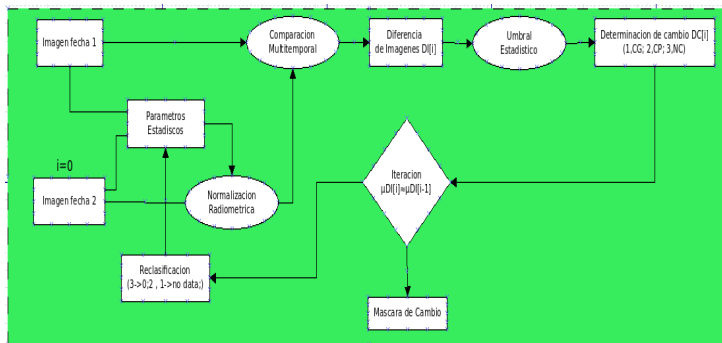 Imagen fecha 1
Comparacion
Multitemporal
Diferencia
de Imagenes DI[i]
Umbral
Estadistico
Determinacion de cambio DC[i]
(1,CG; 2,CP; 3,NC)
Parametros
Estadiscos
i=0
Imagen fecha 2
Normalizacion
Radiometrica
Iteracion
µDI[i]=µDI[i-1]
Reclasificacion
(3->0;2 , 1->no data;)
Mascara de Cambio